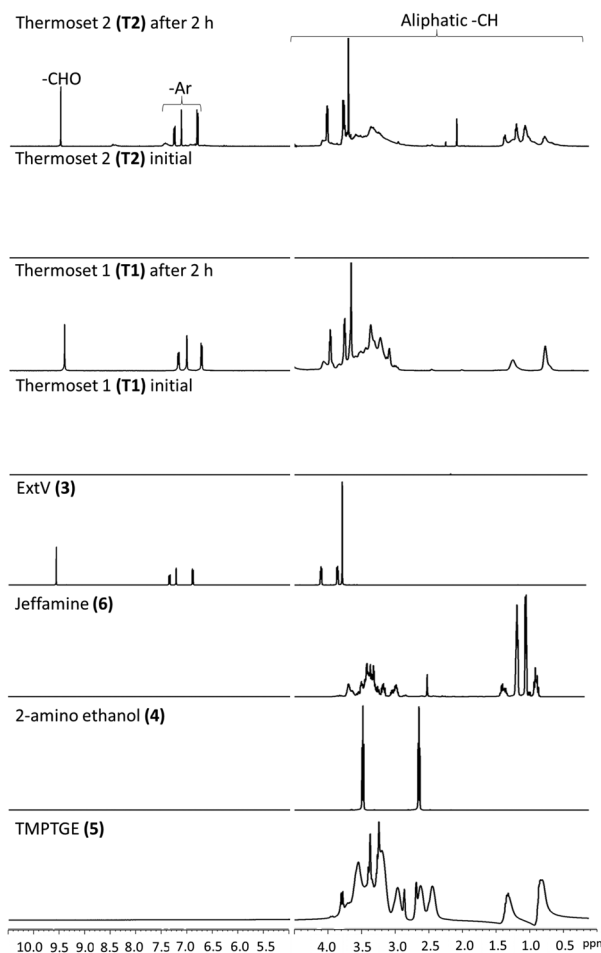 Thermoset 2 (T2) after 2 h
Aliphatic -CH
-CHO
-Ar
Thermoset 2 (T2) initial
Thermoset 1 (T1) after 2 h
Thermoset 1 (T1) initial
ExtV (3)
Jeffamine (6)
2-amino ethanol (4)
TMPTGE (5)
10.0 9.5 9.0 8.5 8.0 7.5 7.0 6.5 6.0 5.5 4.0 3.5 3.0 2.5 2.0 1.5 1.0 0.5 ppm